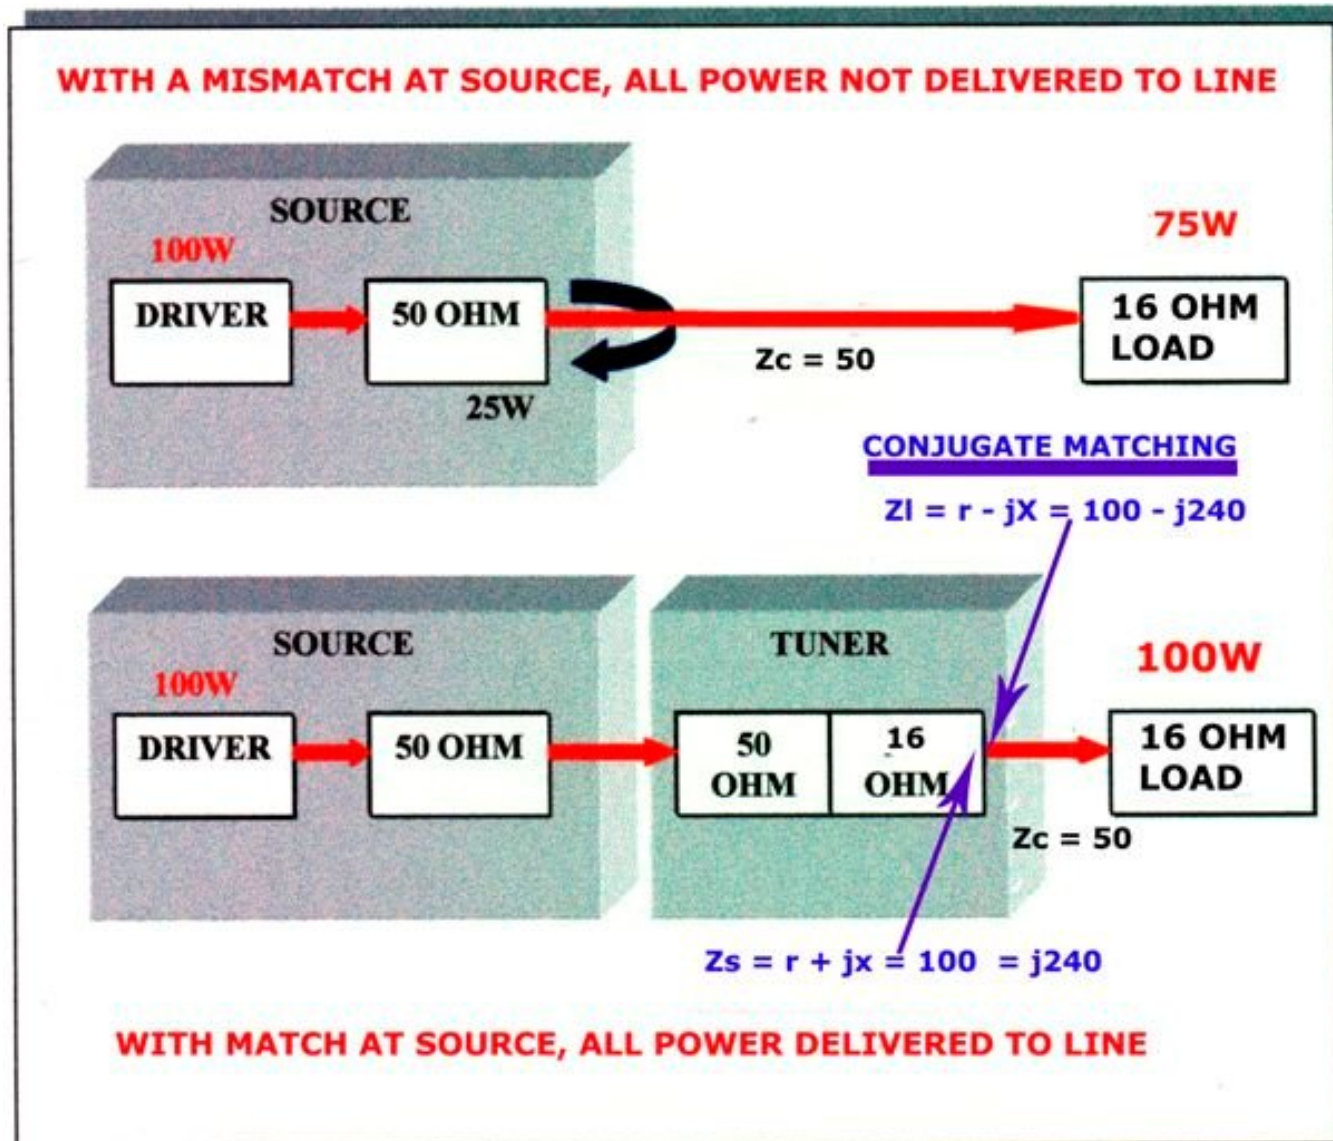 WITH A MISMATCH AT SOURCE, ALL POWER NOT DELIVERED TO LINE
SOURCE
100W
DRIVER
50 OHM
25W
Zc = 50
75W
16 OHM
LOAD
CONJUGATE MATCHING
Zl = r - jX = 100 - j240
SOURCE
100W
DRIVER
50 OHM
TUNER
50
OHM
16
OHM
Zc = 50
100W
16 OHM
LOAD
Zs = r + jx = 100 = j240
WITH MATCH AT SOURCE, ALL POWER DELIVERED TO LINE